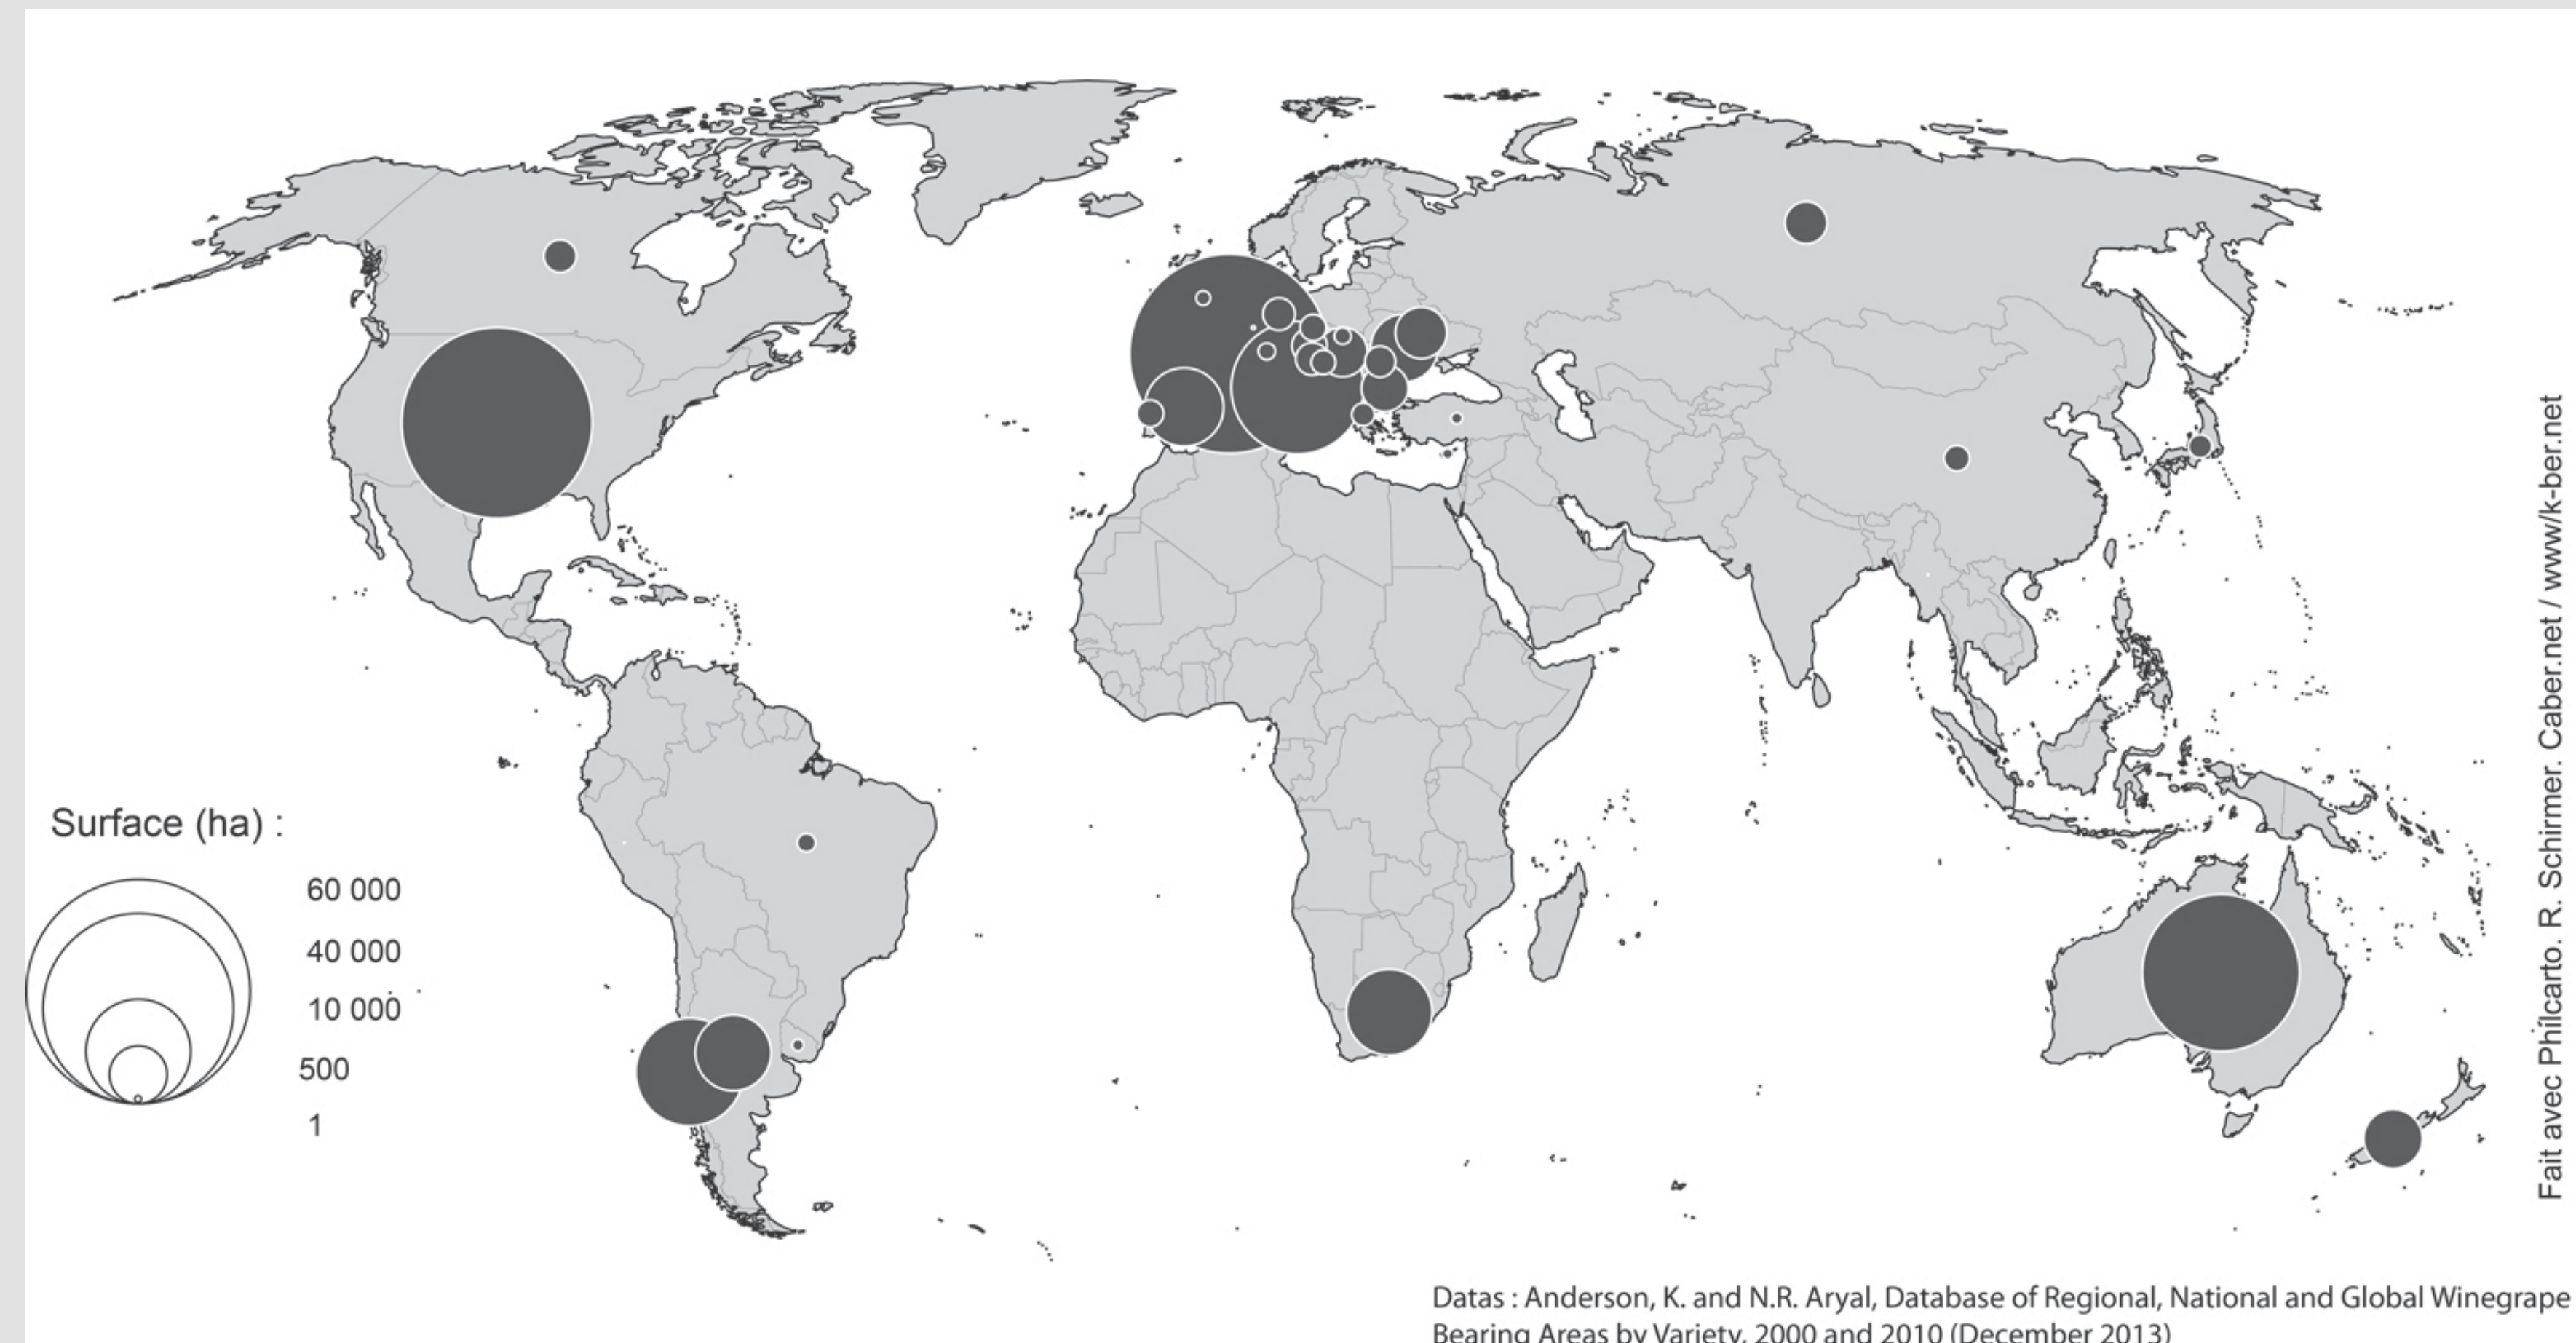 Surface (ha) :
60 000
40 000
10 000
500
1
Fait avec Philcarto. R. Schirmer. Caber.net / wwwk-ber.net
Datas : Anderson, K. and N.R. Aryal, Database of Regional, National and Global Winegrape
Bearing Areas by Variety, 2000 and 2010 (December 2013)